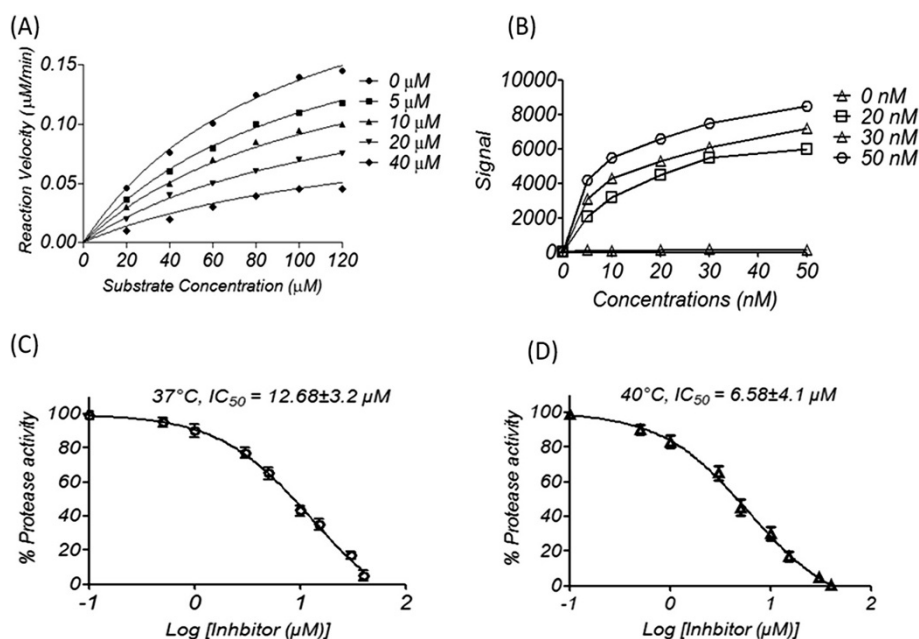 (A)
0.15
0.10
0.05
0.00
0 20 40 60 80 100 120
Reaction Velocity (µM/min)
Substrate Concentration (µM)
0 µM
5 µM
10 µM
20 µM
40 µM
(B)
10000
8000
6000
4000
2000
0
0 10 20 30 40 50
Signal
Concentrations (nM)
0 nM
20 nM
30 nM
50 nM
(C)
37°C, IC50 = 12.68±3.2 µM
100
80
60
40
20
0
-1 0 1 2
% Protease activity
Log [Inhbitor (µM)]
(D)
40°C, IC50 = 6.58±4.1 µM
100
80
60
40
20
0
-1 0 1 2
% Protease activity
Log [Inhibitor (µM)]